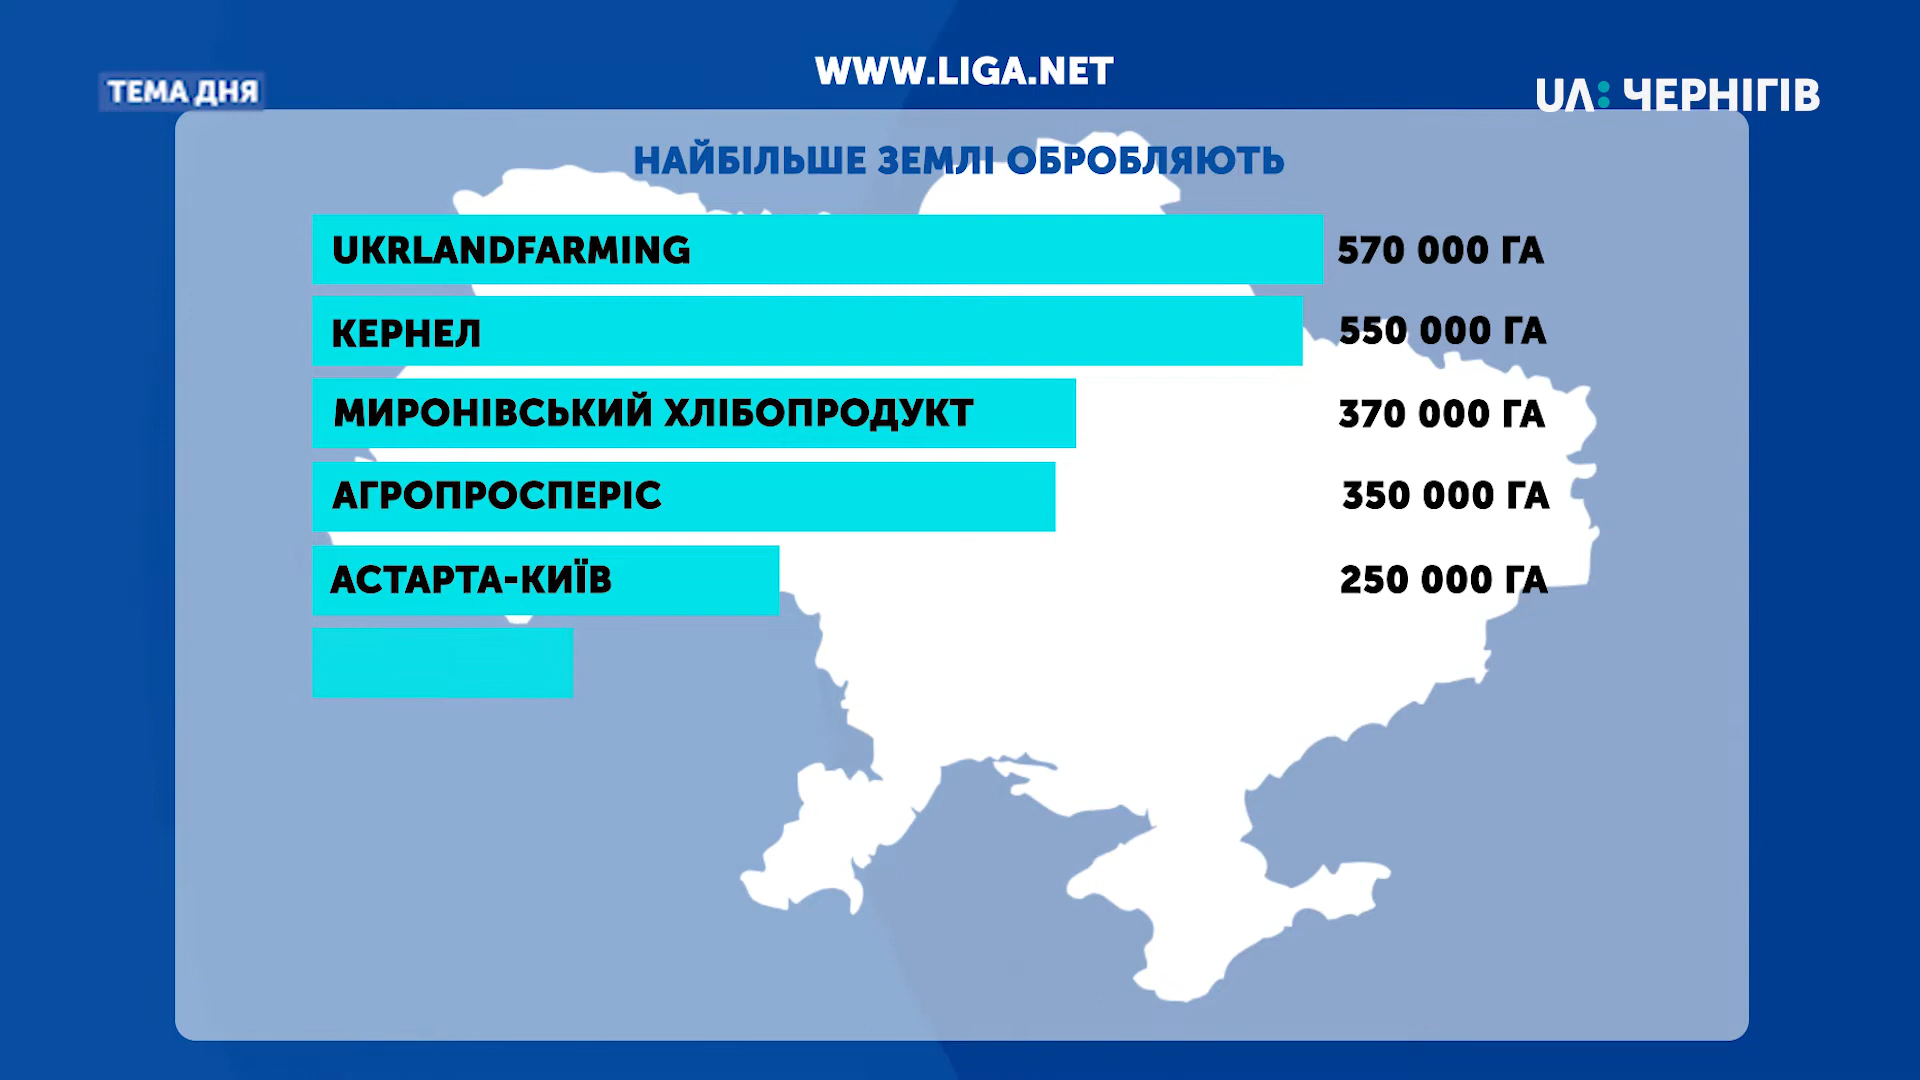 WWW.LIGA.NET
ТЕМА ДНЯ
UA: ЧЕРНІГІВ
НАЙБІЛЬШЕ ЗЕМЛІ ОБРОБЛЯЮТЬ
UKRLANDFARMING 570 000 ГА
КЕРНЕЛ 550 000 ГА
МИРОНІВСЬКИЙ ХЛІБОПРОДУКТ 370 000 ГА
АГРОПРОСПЕРІС 350 000 ГА
АСТАРТА-КИЇВ 250 000 ГА